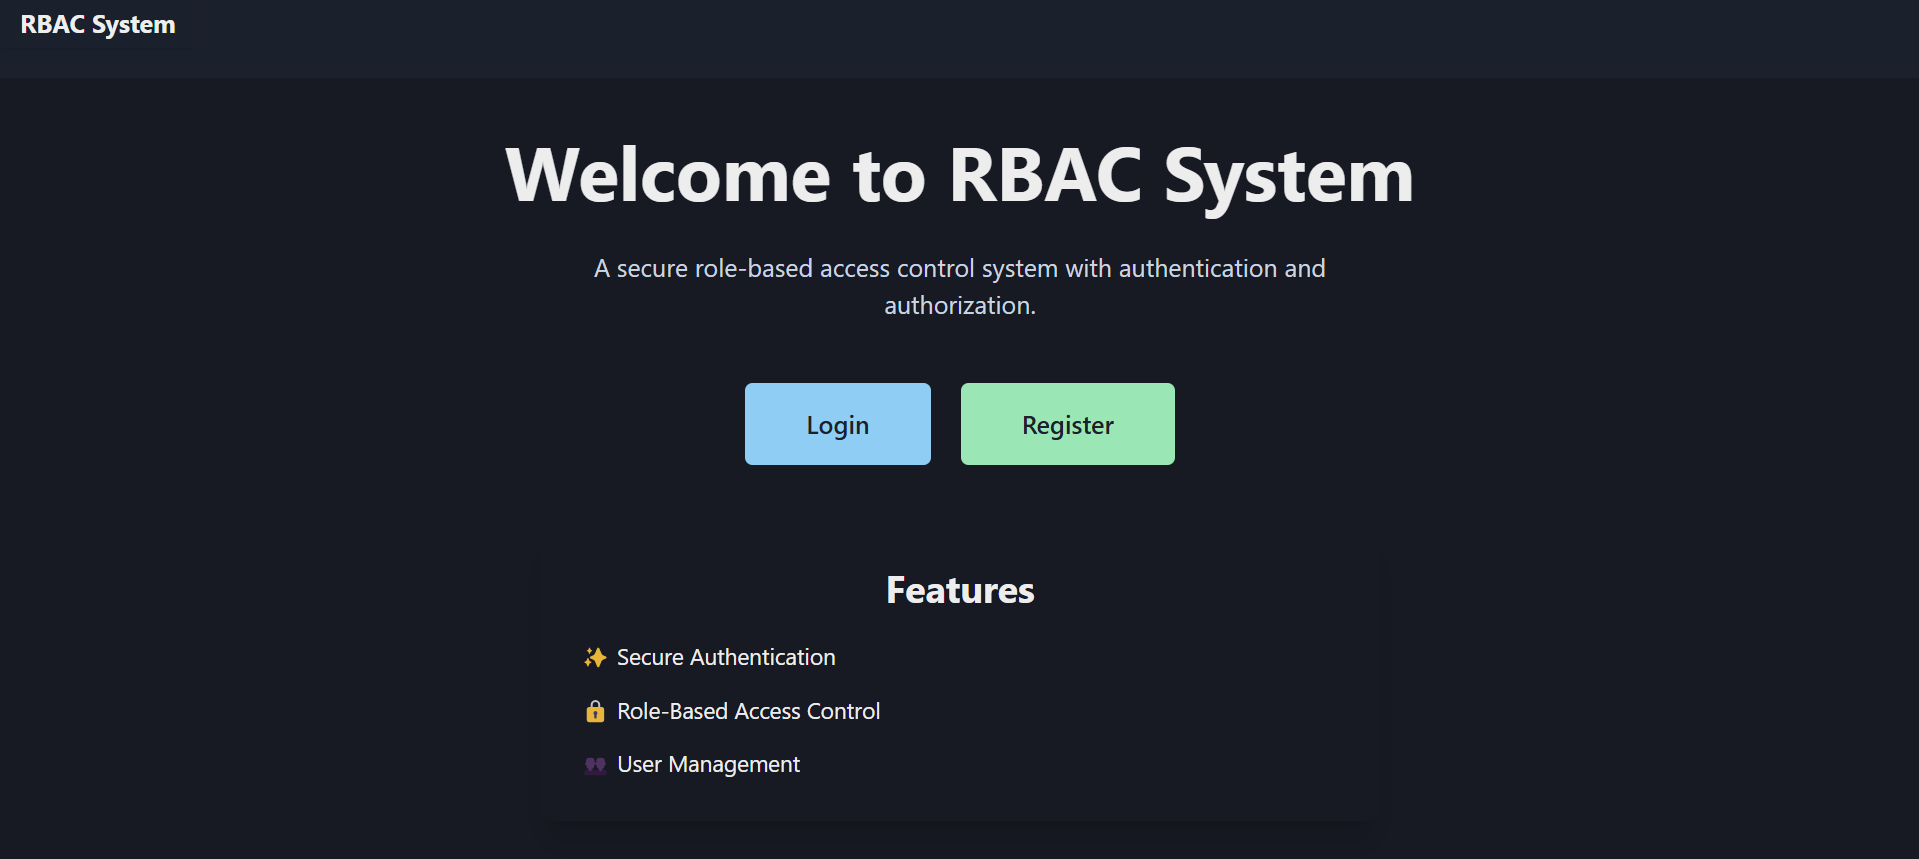 RBAC System
Welcome to RBAC System
A secure role-based access control system with authentication and
authorization.
Login
Register
Features
✨ Secure Authentication
🔒 Role-Based Access Control
👥 User Management